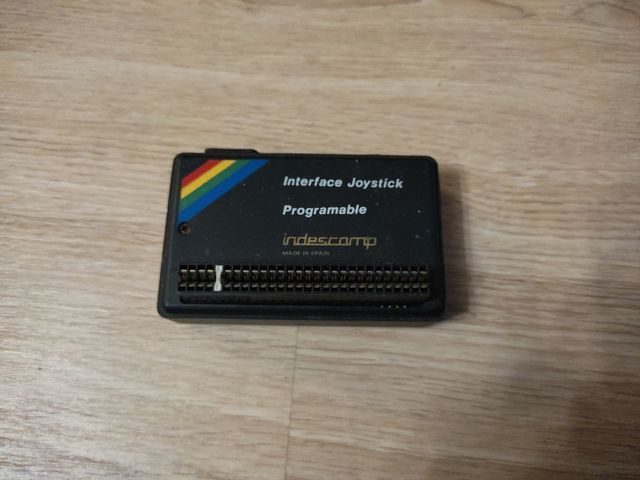 Interface Joystick
Programable
indescomp
MADE IN SPAIN